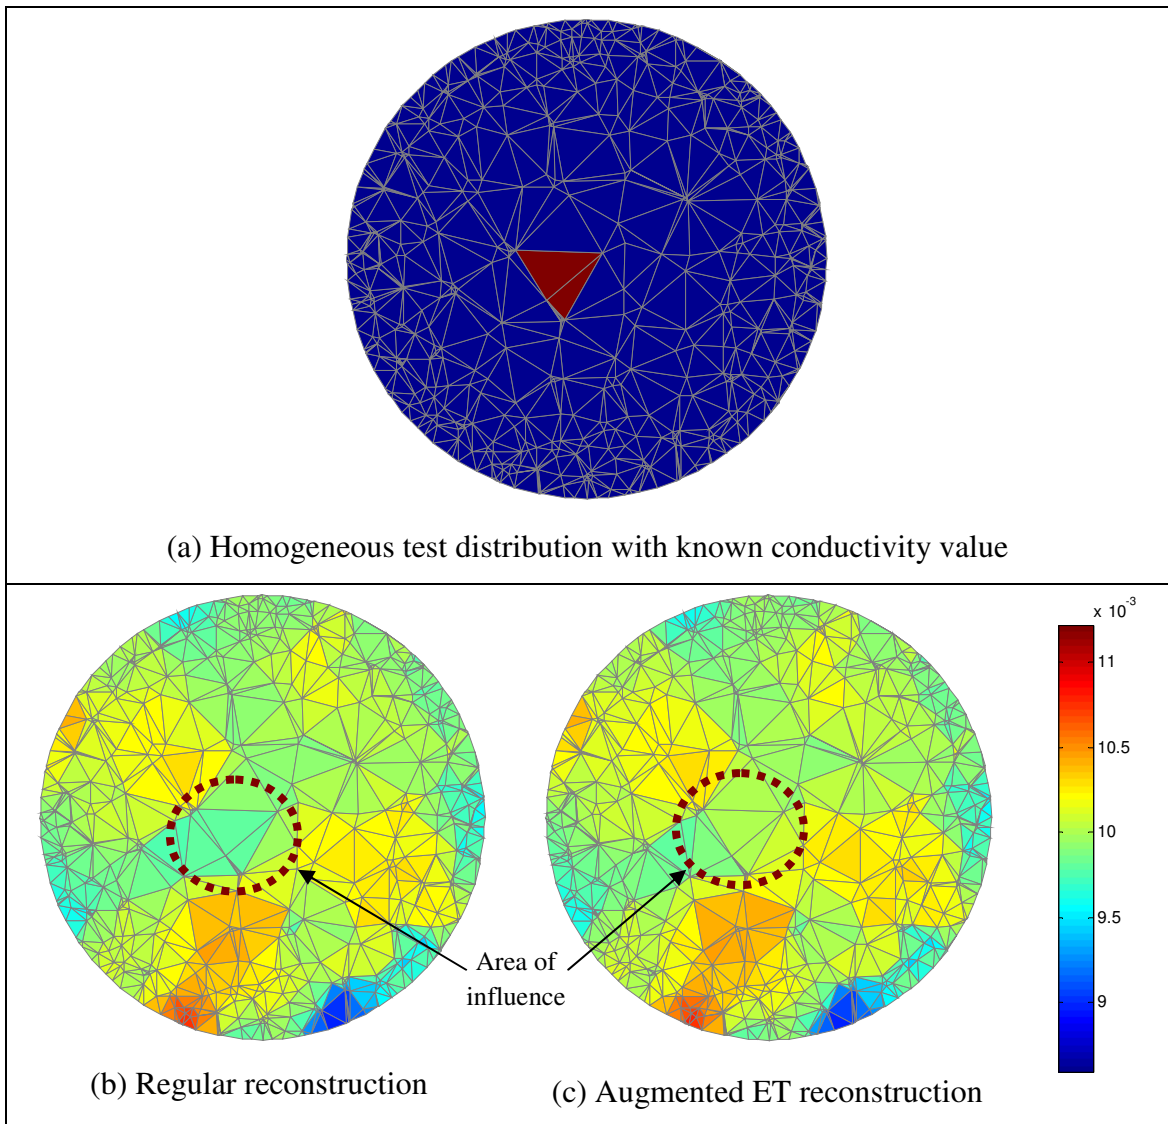 (a) Homogeneous test distribution with known conductivity value
x 10⁻³
11
10.5
10
9.5
9
Area of
influence
(b) Regular reconstruction
(c) Augmented ET reconstruction